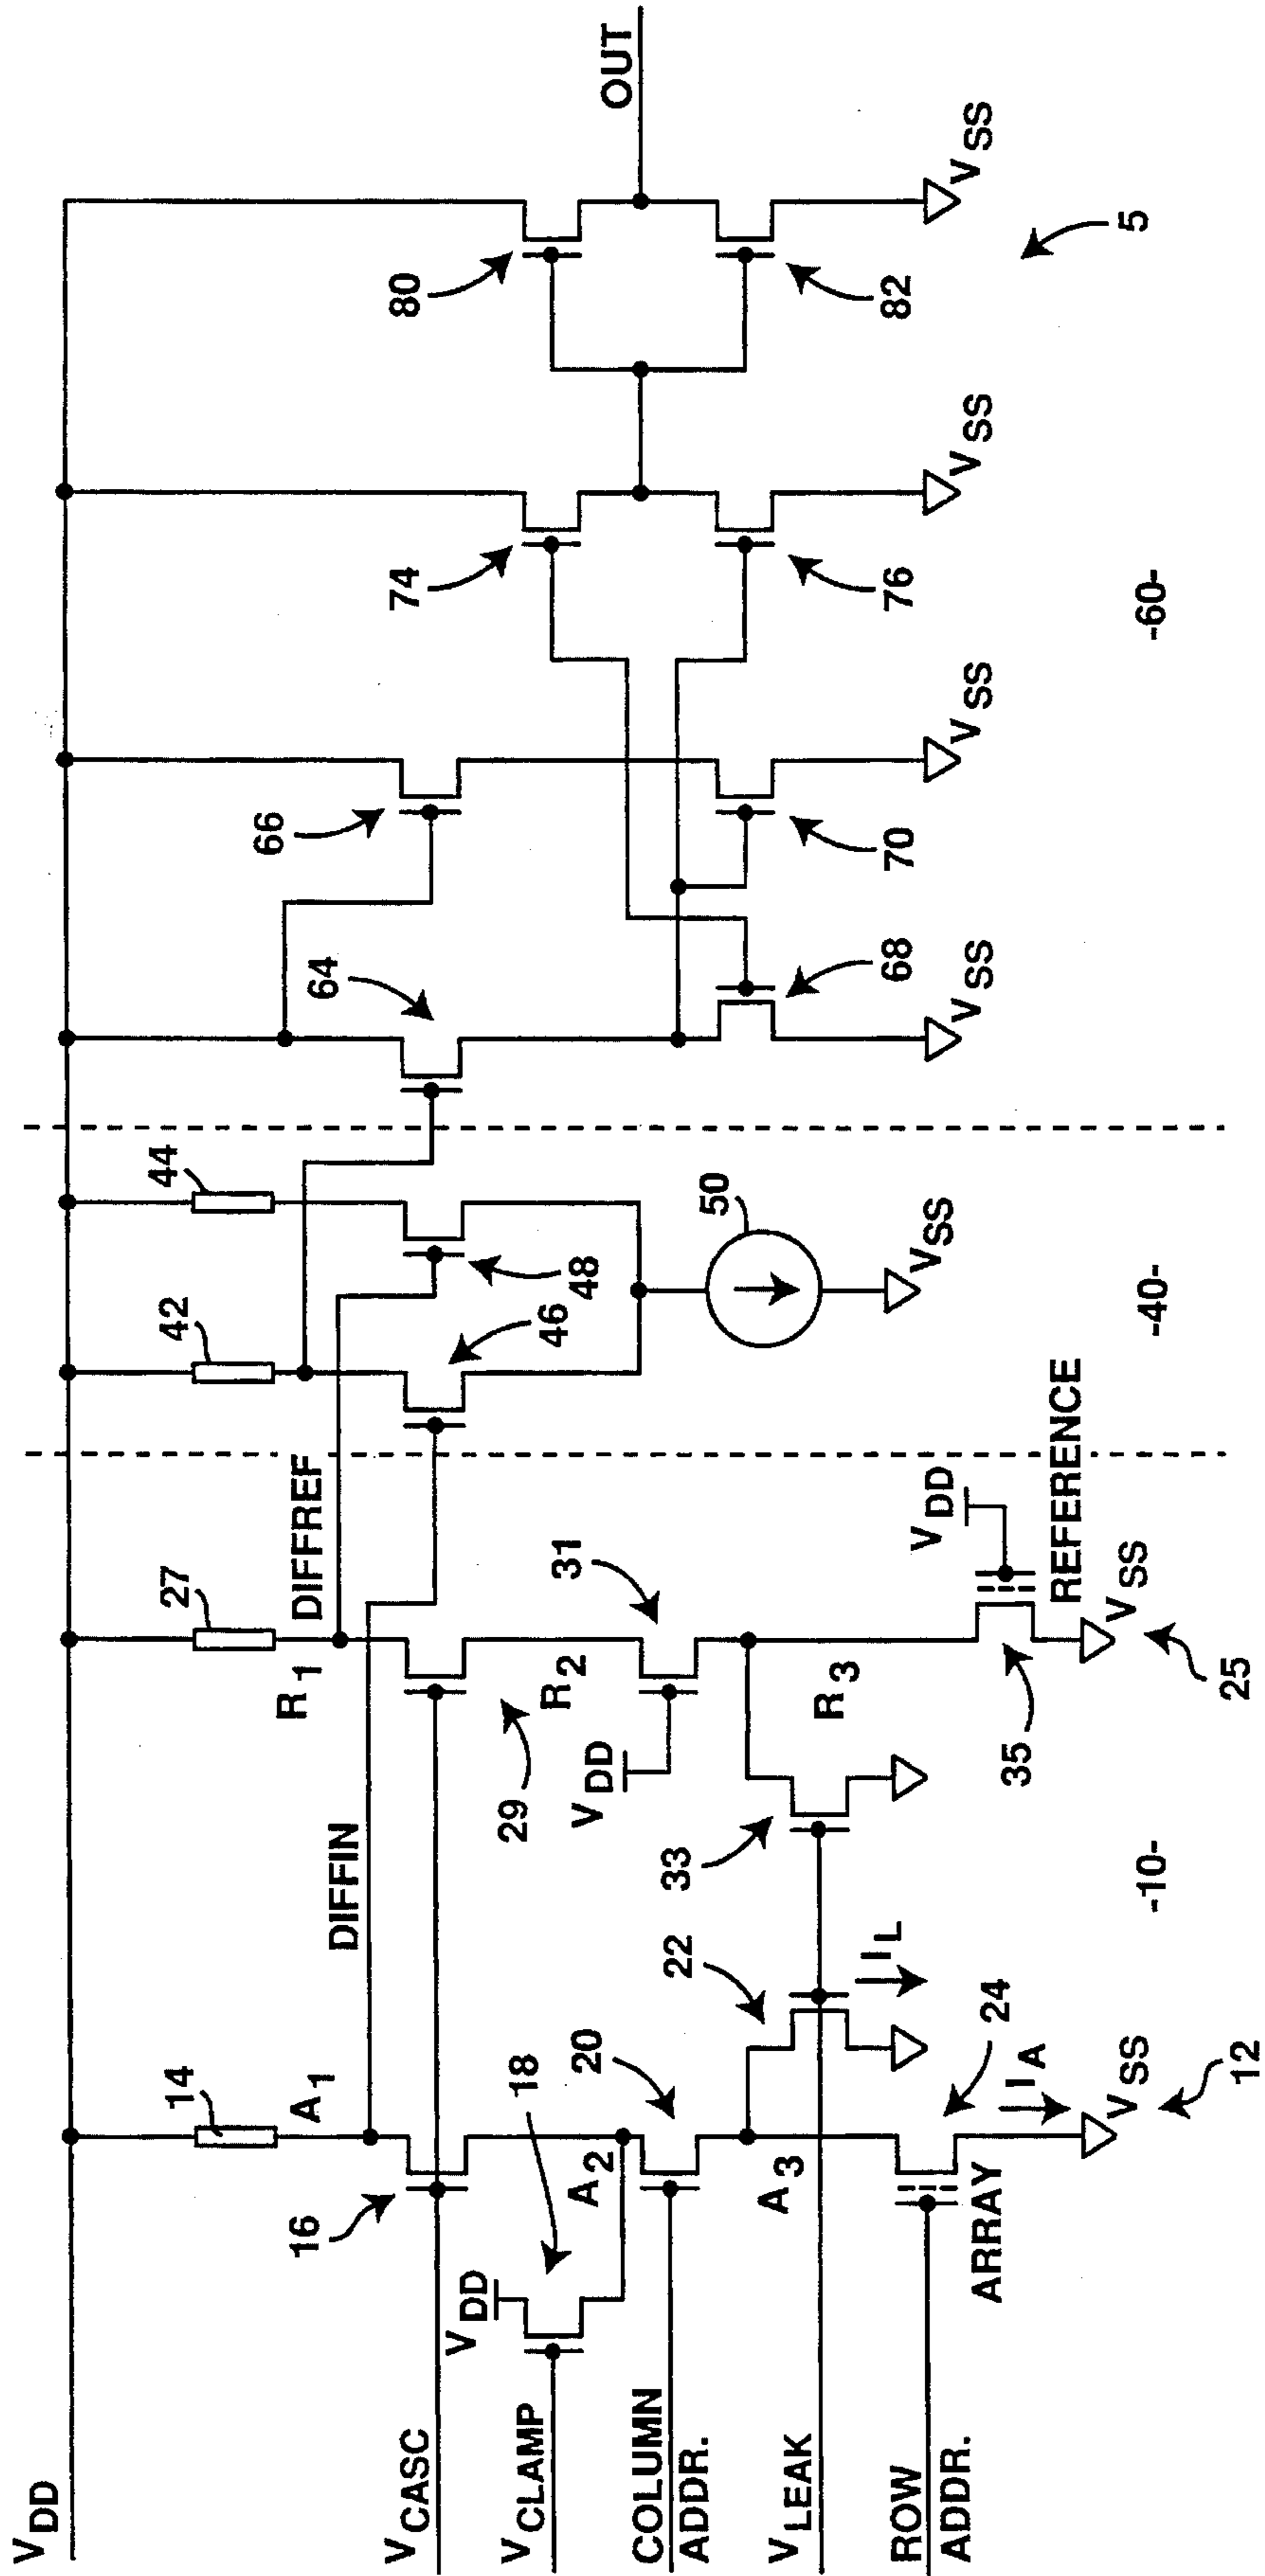 VDD
VCASC
VCLAMP
COLUMN
ADDR.
VLEAK
ROW
ADDR.
14
A1
16
VDD
18
A2
20
A3
22
IL
24
IA
ARRAY
VSS
12
DIFFIN
-10-
27
R1
DIFFREF
29
R2
VDD
31
33
R3
35
VDD
REFERENCE
VSS
25
42
44
46
48
50
VSS
-40-
64
66
68
70
VSS
VSS
74
76
VSS
-60-
80
82
OUT
VSS
5